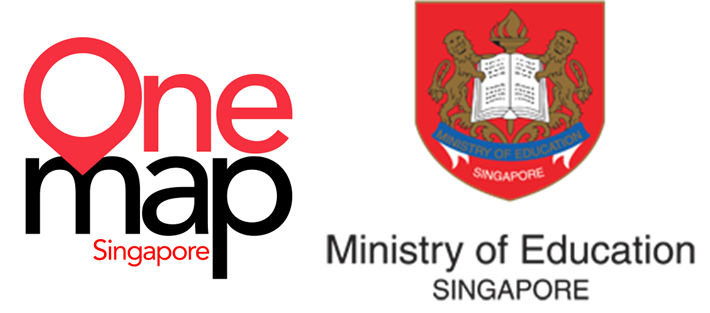 One
map
Singapore
MINISTRY OF EDUCATION
SINGAPORE
Ministry of Education
SINGAPORE